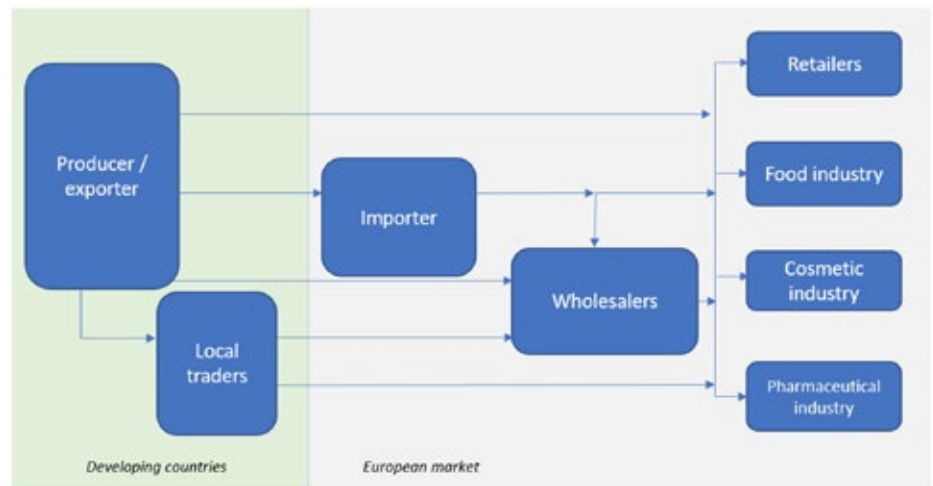 Producer /
exporter
Importer
Wholesalers
Local
traders
Retailers
Food industry
Cosmetic
industry
Pharmaceutical
industry
Developing countries
European market